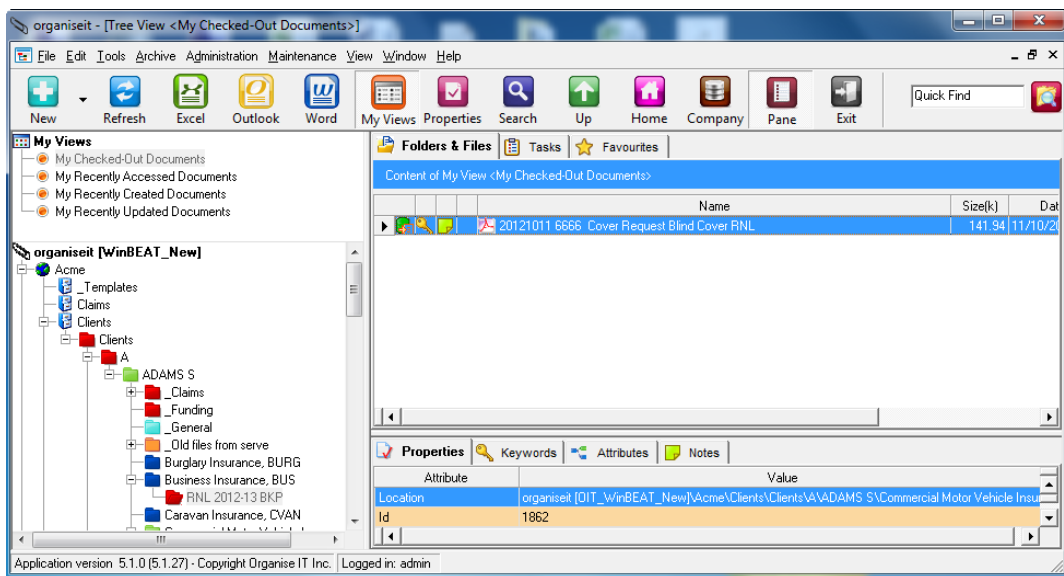 organiseit - [Tree View <My Checked-Out Documents>]
File Edit Tools Archive Administration Maintenance View Window Help
New Refresh Excel Outlook Word My Views Properties Search Up Home Company Pane Exit Quick Find
My Views
My Checked-Out Documents
My Recently Accessed Documents
My Recently Created Documents
My Recently Updated Documents
organiseit [WinBEAT_New]
Acme
_Templates
Claims
Clients
Clients
A
ADAMS S
_Claims
_Funding
_General
_Old files from serve
Burglary Insurance, BURG
Business Insurance, BUS
RNL 2012-13 BKP
Caravan Insurance, CVAN
Folders & Files Tasks Favourites
Content of My View <My Checked-Out Documents>
Name Size(k) Dat
20121011 6666 Cover Request Blind Cover RNL 141.94 11/10/20
Properties Keywords Attributes Notes
Attribute Value
Location organiseit [OIT_WinBEAT_New]\Acme\Clients\Clients\A\ADAMS S\Commercial Motor Vehicle Insu
Id 1862
Application version 5.1.0 (5.1.27) - Copyright Organise IT Inc. Logged in: admin